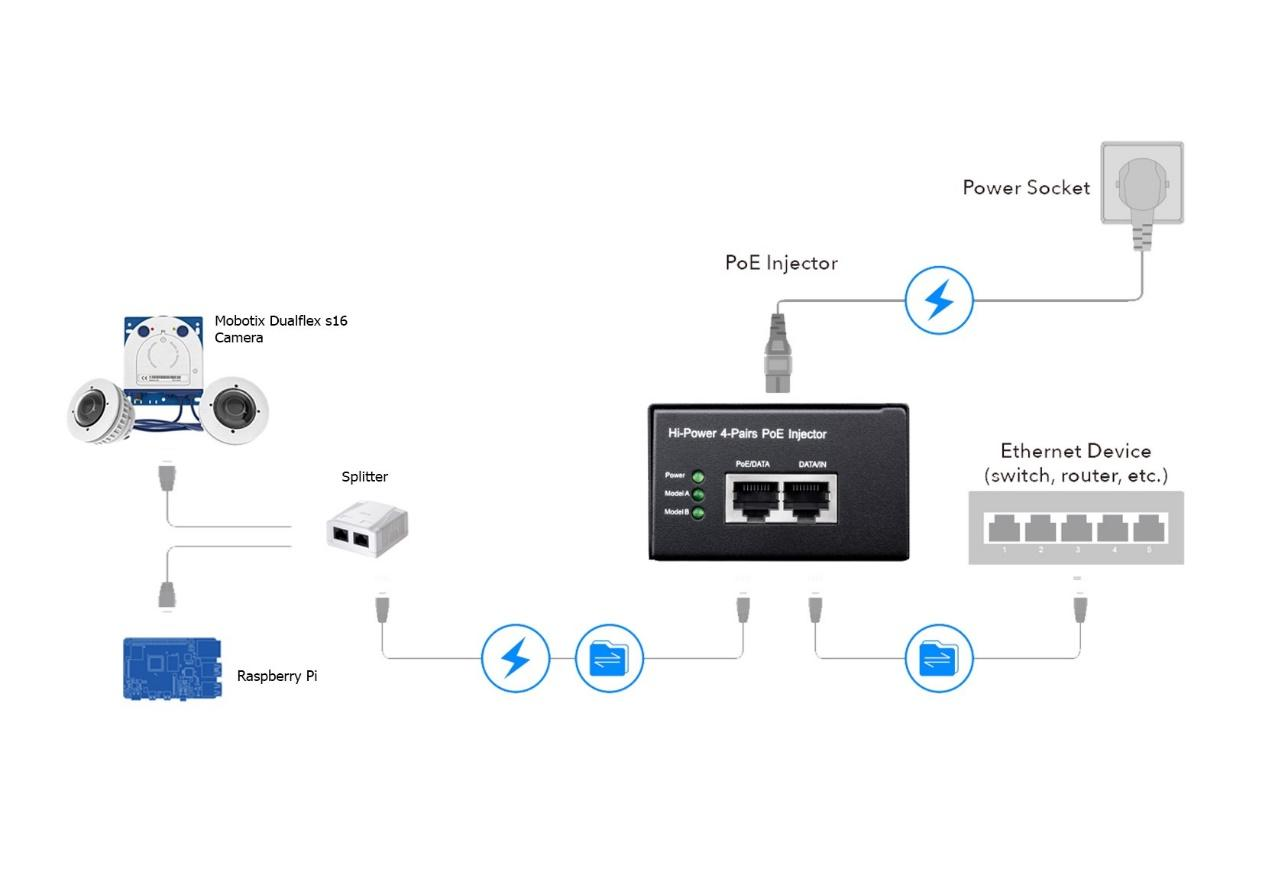 Power Socket
PoE Injector
Mobotix Dualflex s16
Camera
Hi-Power 4-Pairs PoE Injector
PoE/DATA DATA/IN
Power
Model A
Model B
Ethernet Device
(switch, router, etc.)
1 2 3 4 5
Splitter
Raspberry Pi